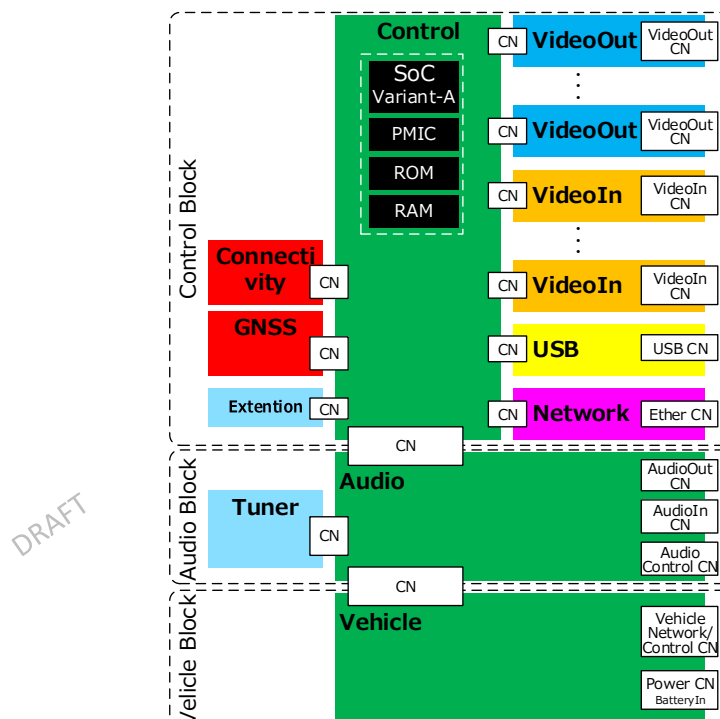 Control
SoC
Variant-A
PMIC
ROM
RAM
CN
VideoOut
VideoOut
CN
CN
VideoOut
VideoOut
CN
CN
VideoIn
VideoIn
CN
CN
VideoIn
VideoIn
CN
CN
USB
USB CN
CN
Network
Ether CN
Control Block
Connecti
vity
CN
GNSS
CN
Extention
CN
CN
Audio Block
Audio
Tuner
CN
AudioOut
CN
AudioIn
CN
Audio
Control CN
CN
DRAFT
Velicle Block
Vehicle
Vehicle
Network/
Control CN
Power CN
BatteryIn